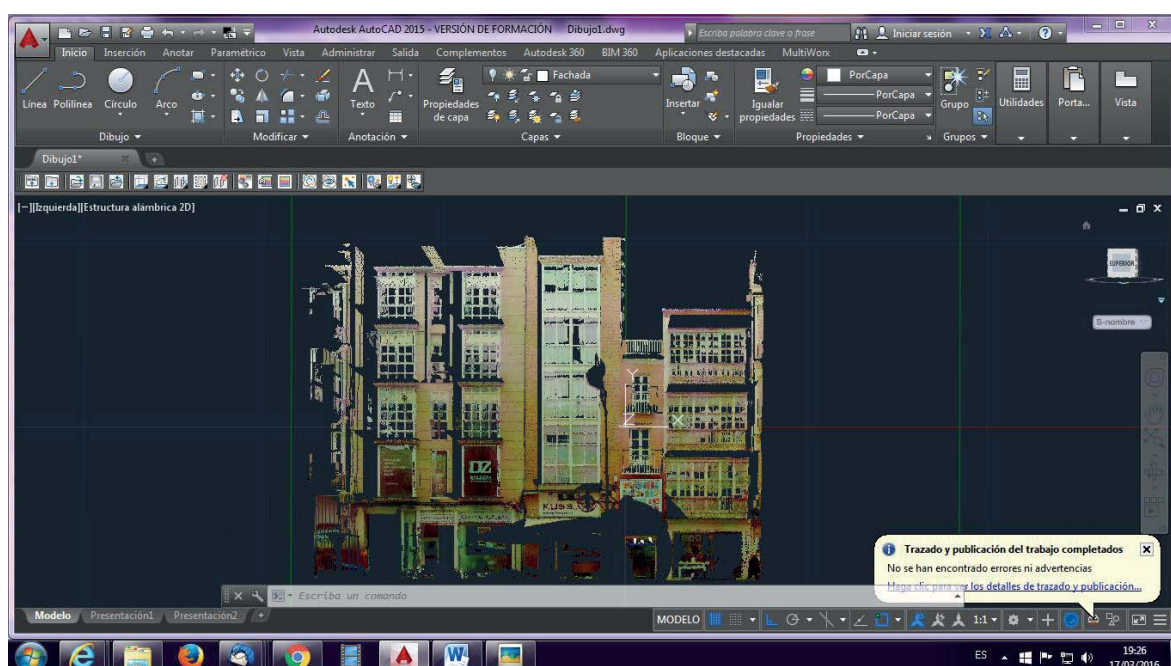 Autodesk AutoCAD 2015 - VERSIÓN DE FORMACIÓN Dibujo1.dwg
Escriba palabra clave o frase
Iniciar sesión
Inicio Inserción Anotar Paramétrico Vista Administrar Salida Complementos Autodesk 360 BIM 360 Aplicaciones destacadas MultiWorx
Fachada
PorCapa
Línea Polilínea Círculo Arco
Texto
Propiedades de capa
Insertar
Igualar propiedades
PorCapa
PorCapa
Grupo
Utilidades
Porta...
Vista
Dibujo
Modificar
Anotación
Capas
Bloque
Propiedades
Grupos
Dibujo1*
[−][Izquierda][Estructura alámbrica 2D]
SUPERIOR
S-nombre
Y
X
Z
DZ
KUSS
Trazado y publicación del trabajo completados
No se han encontrado errores ni advertencias
Haga clic para ver los detalles de trazado y publicación...
Escriba un comando
Modelo Presentación1 Presentación2 +
MODELO
1:1
ES
19:26
17/03/2016